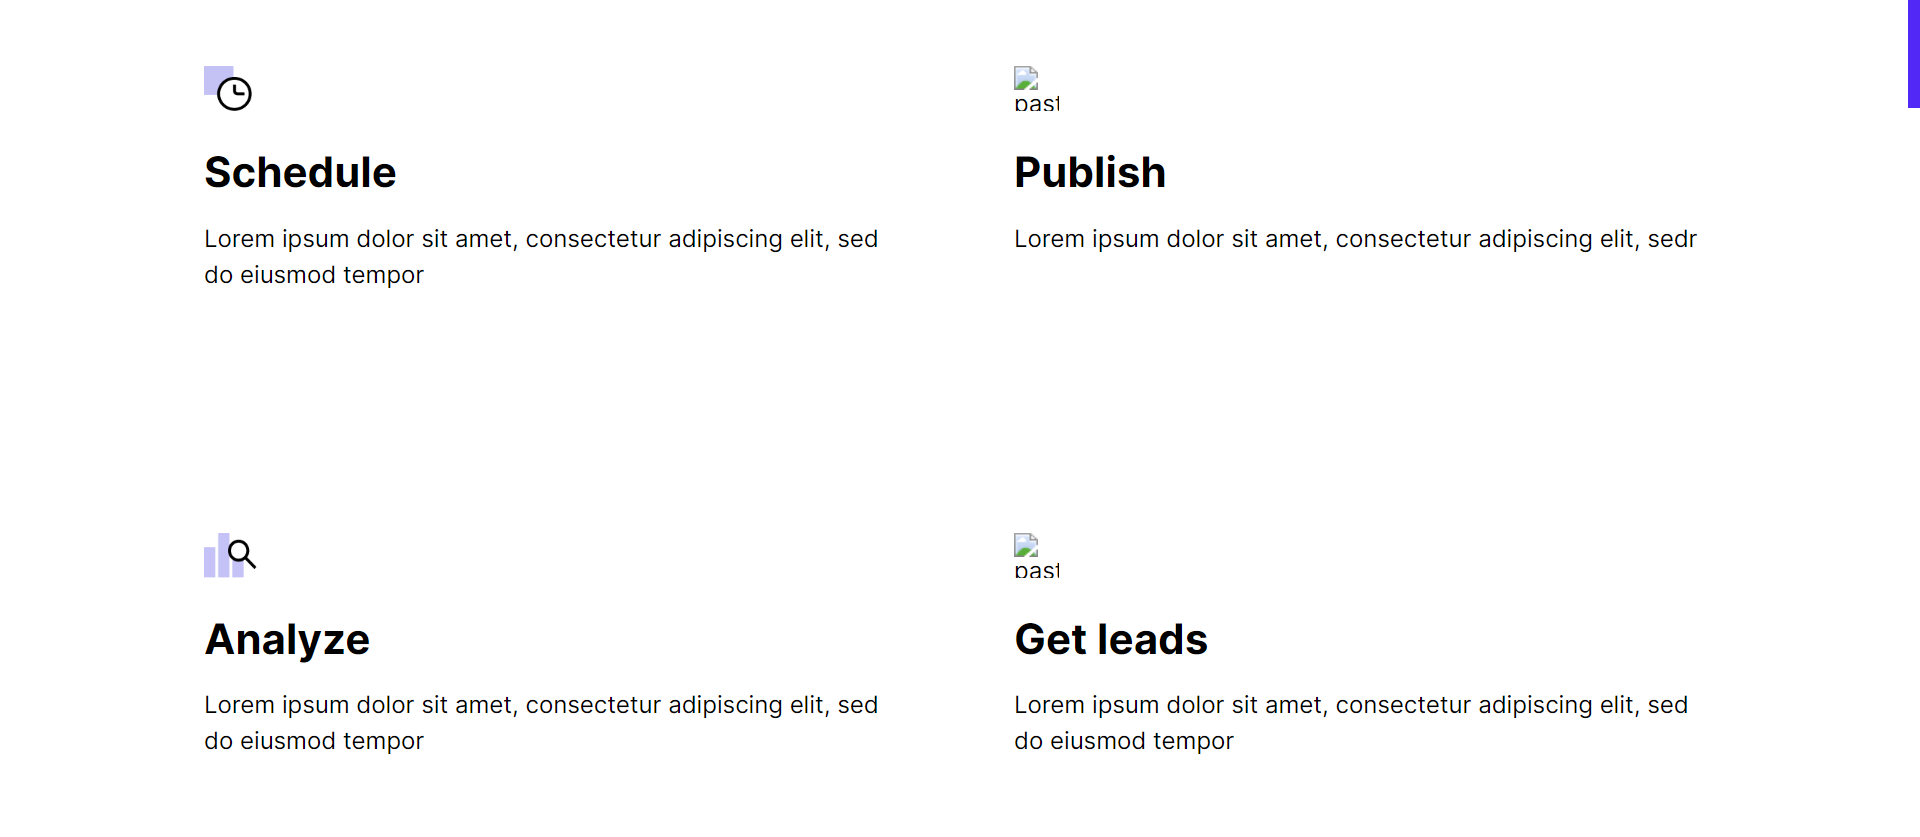 past
Schedule
Publish
Lorem ipsum dolor sit amet, consectetur adipiscing elit, sed
do eiusmod tempor
Lorem ipsum dolor sit amet, consectetur adipiscing elit, sedr
past
Analyze
Get leads
Lorem ipsum dolor sit amet, consectetur adipiscing elit, sed
do eiusmod tempor
Lorem ipsum dolor sit amet, consectetur adipiscing elit, sed
do eiusmod tempor